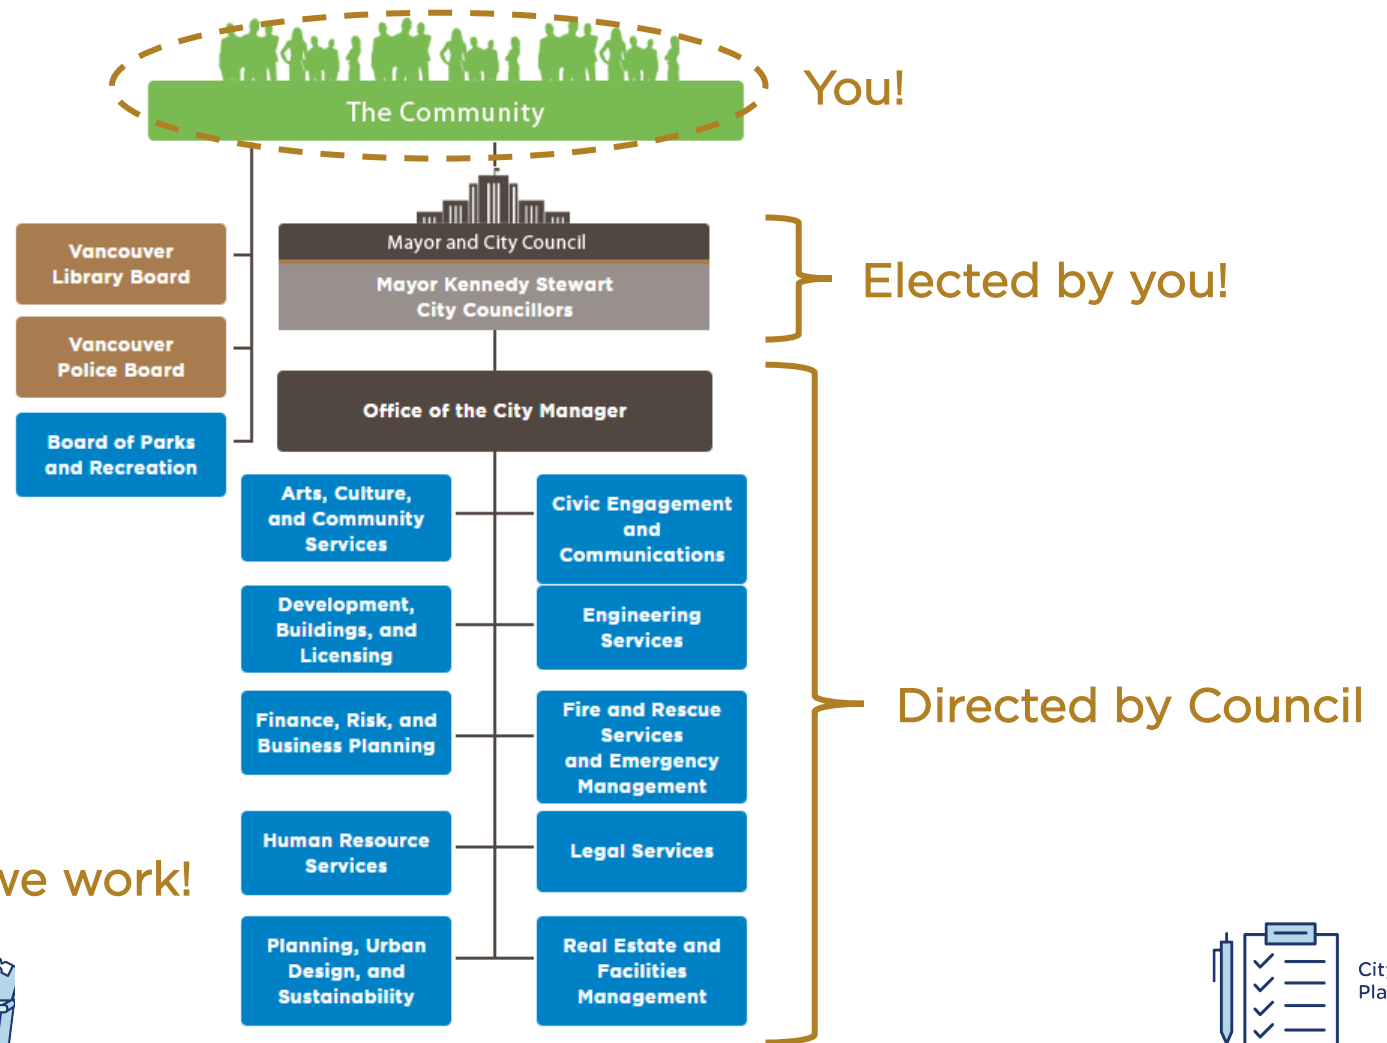 The Community
You!
Vancouver
Library Board
Vancouver
Police Board
Board of Parks
and Recreation
Mayor and City Council
Mayor Kennedy Stewart
City Councillors
Elected by you!
Office of the City Manager
Arts, Culture,
and Community
Services
Civic Engagement
and
Communications
Development,
Buildings, and
Licensing
Engineering
Services
Finance, Risk, and
Business Planning
Fire and Rescue
Services
and Emergency
Management
Directed by Council
Human Resource
Services
Legal Services
we work!
Planning, Urban
Design, and
Sustainability
Real Estate and
Facilities
Management